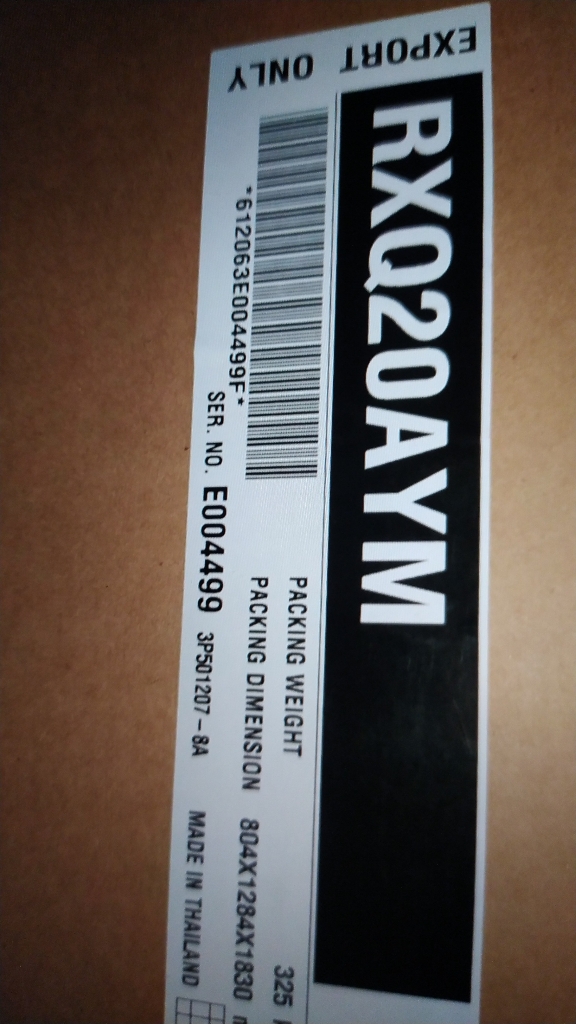 EXPORT ONLY
RXQ20AYM
*612063E004499F*
PACKING WEIGHT 325
PACKING DIMENSION 804X1284X1830
SER. NO. E004499 3P501207-8A MADE IN THAILAND